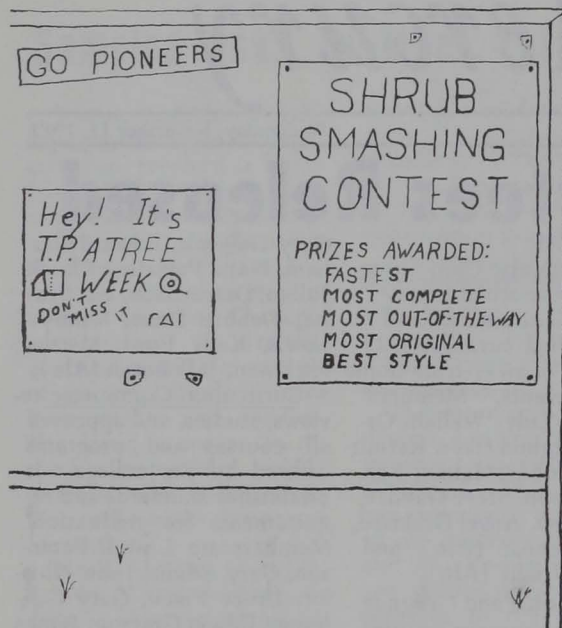 GO PIONEERS
Hey! It's
T.P. A TREE
WEEK
DON'T
MISS IT ΓΔΙ
SHRUB
SMASHING
CONTEST
PRIZES AWARDED:
FASTEST
MOST COMPLETE
MOST OUT-OF-THE-WAY
MOST ORIGINAL
BEST STYLE